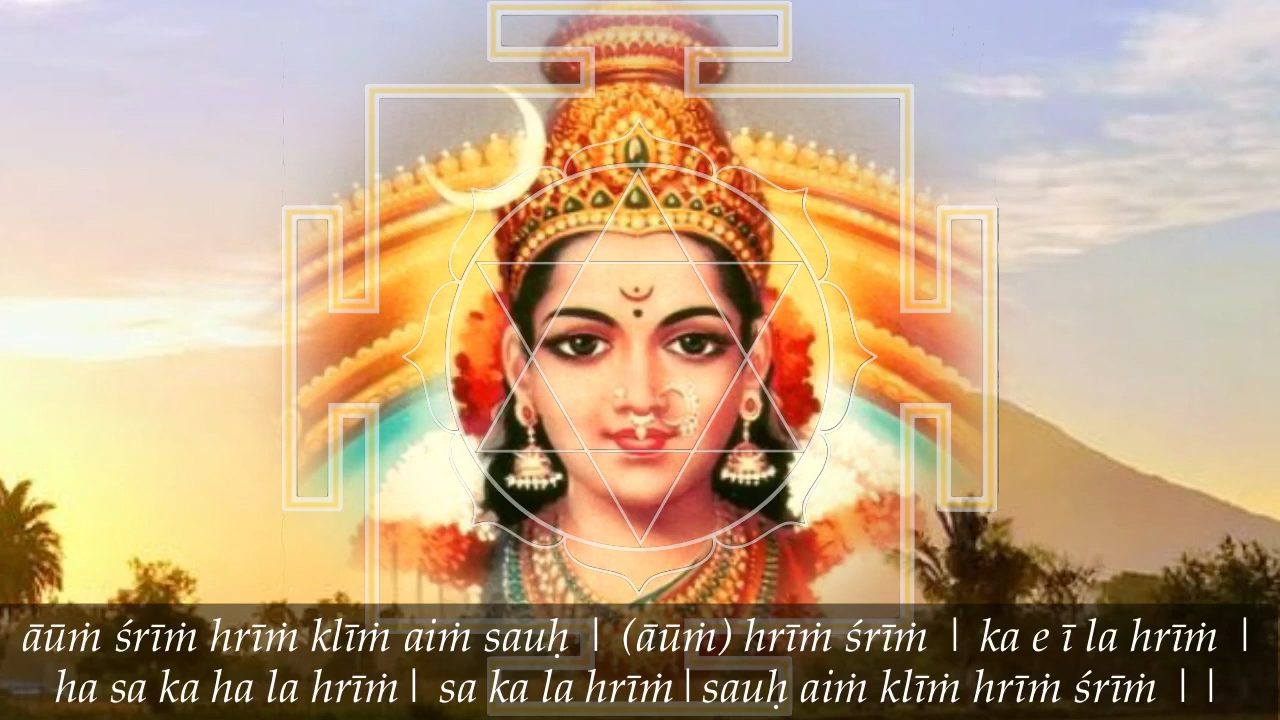 āūṁ śrīṁ hrīṁ klīṁ aiṁ sauḥ | (āūṁ) hrīṁ śrīṁ | ka e ī la hrīṁ |
ha sa ka ha la hrīṁ| sa ka la hrīṁ|sauḥ aiṁ klīṁ hrīṁ śrīṁ ||